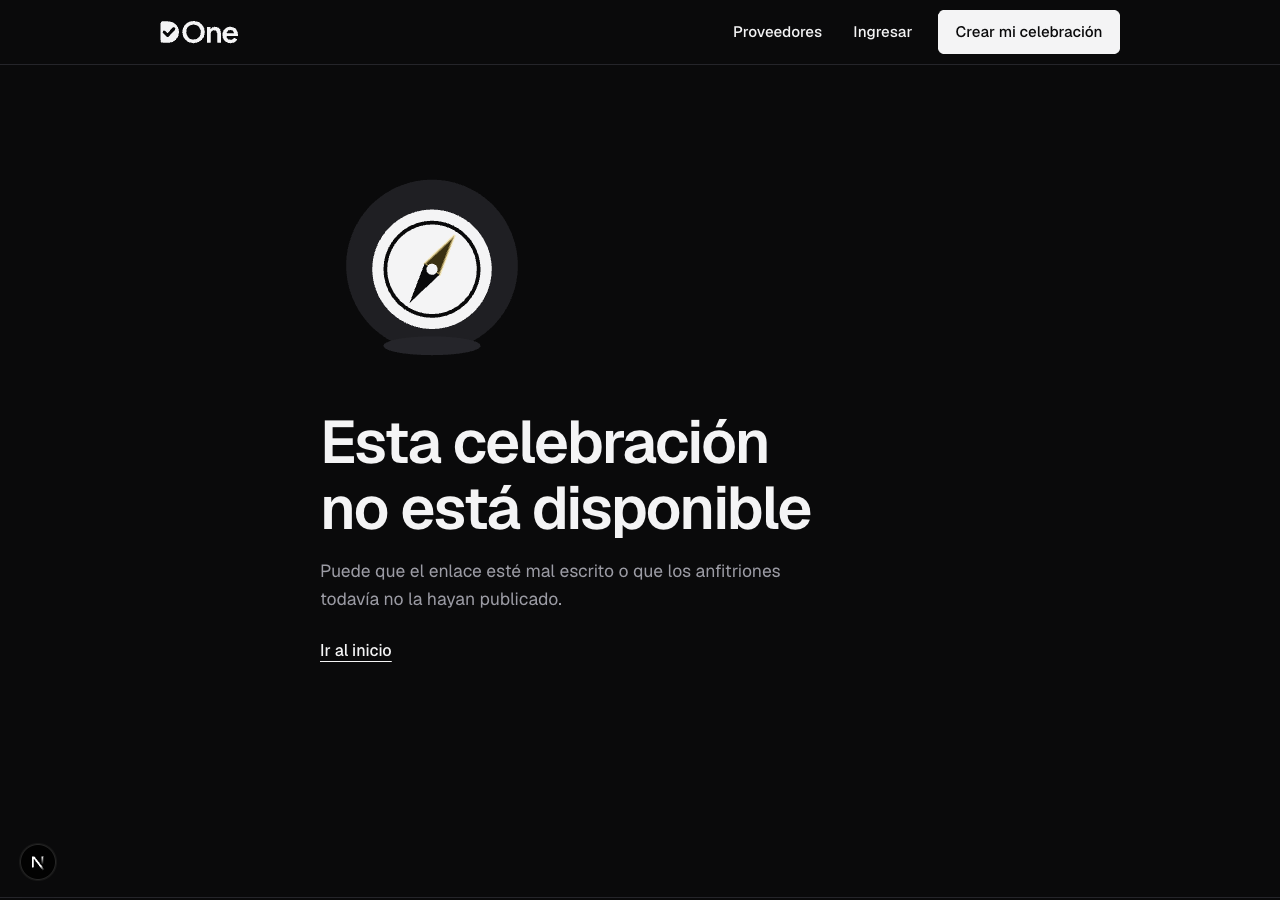 DOne
Proveedores
Ingresar
Crear mi celebración
Esta celebración
no está disponible
Puede que el enlace esté mal escrito o que los anfitriones
todavía no la hayan publicado.
Ir al inicio
N